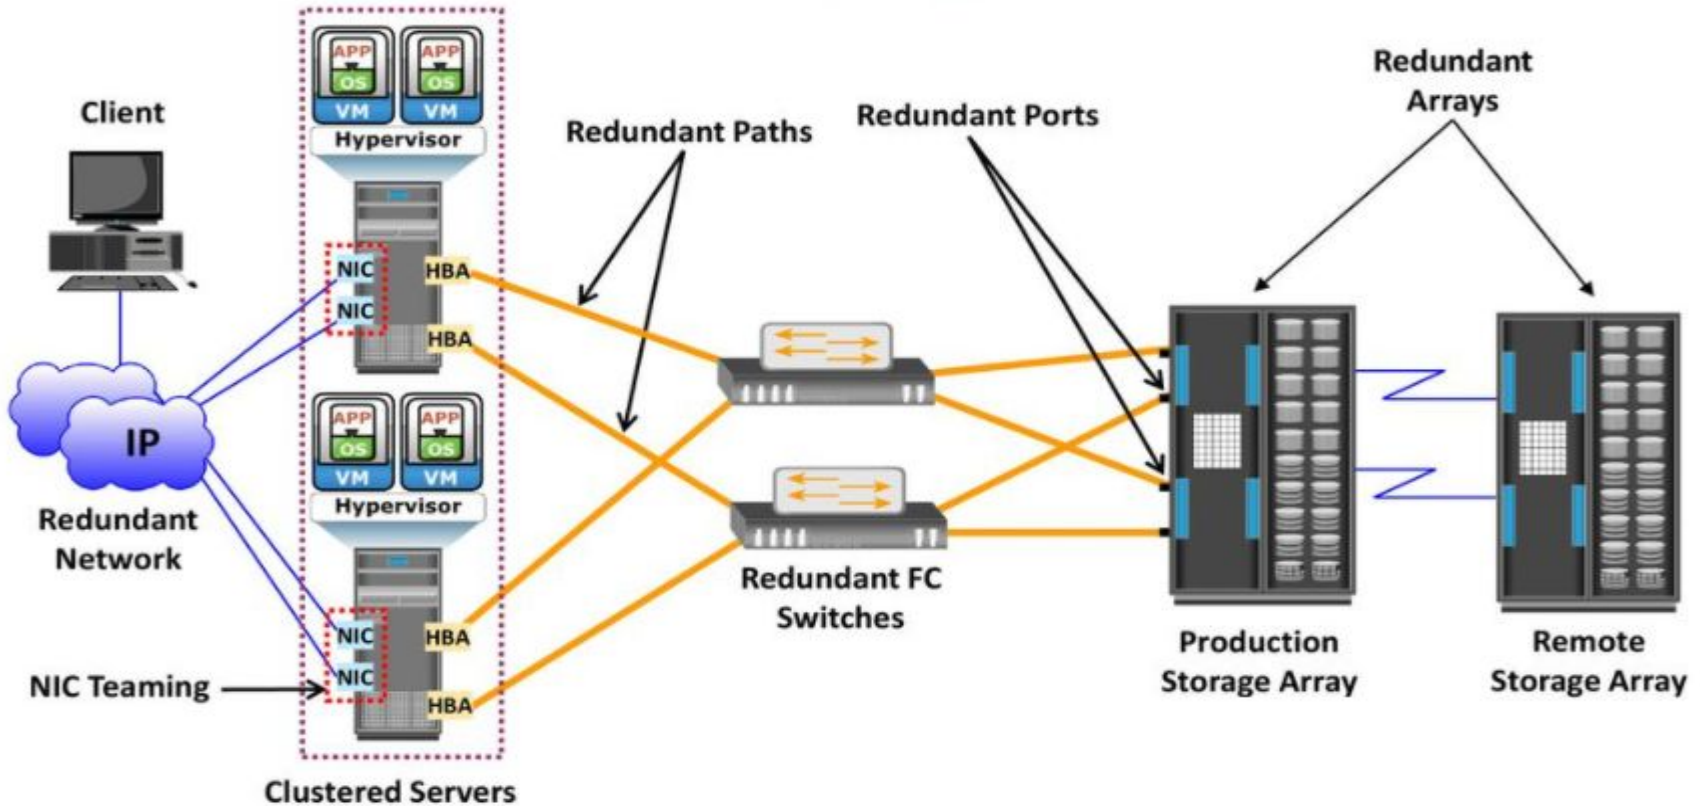 Redundant
Arrays
APP
APP
OS
OS
VM
VM
Client
Redundant Paths
Redundant Ports
Hypervisor
NIC
HBA
NIC
HBA
APP
APP
OS
OS
VM
VM
IP
Hypervisor
Redundant
Network
Redundant FC
Switches
NIC
HBA
NIC
HBA
NIC Teaming
Production
Storage Array
Remote
Storage Array
Clustered Servers